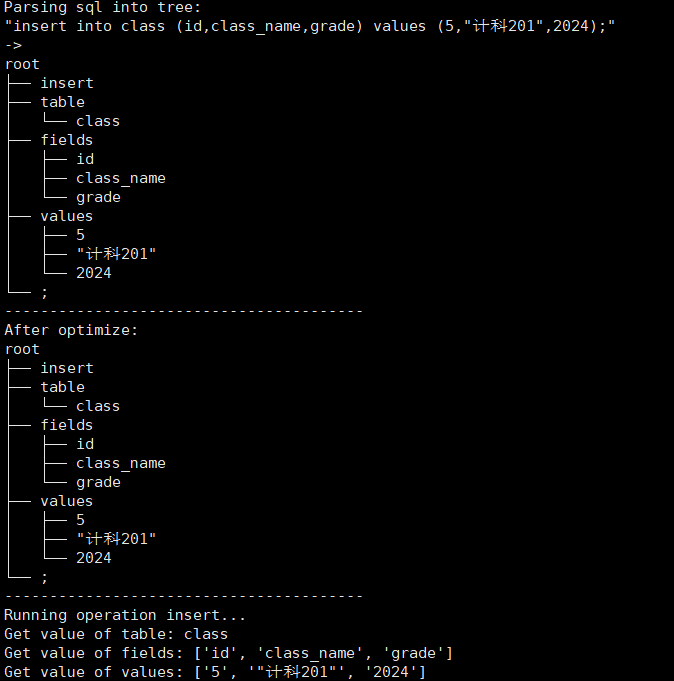 Parsing sql into tree:
"insert into class (id,class_name,grade) values (5,"计科201",2024);"
->
root
├── insert
├── table
│   └── class
├── fields
│   ├── id
│   ├── class_name
│   └── grade
├── values
│   ├── 5
│   ├── "计科201"
│   └── 2024
└── ;
----------------------------------------
After optimize:
root
├── insert
├── table
│   └── class
├── fields
│   ├── id
│   ├── class_name
│   └── grade
├── values
│   ├── 5
│   ├── "计科201"
│   └── 2024
└── ;
----------------------------------------
Running operation insert...
Get value of table: class
Get value of fields: ['id', 'class_name', 'grade']
Get value of values: ['5', '"计科201"', '2024']